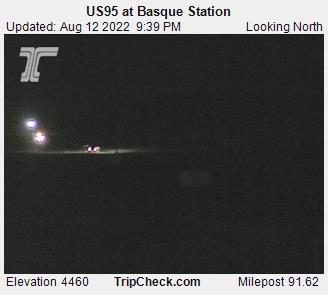 US95 at Basque Station
Updated: Aug 12 2022 9:39 PM Looking North
Elevation 4460 TripCheck.com Milepost 91.62